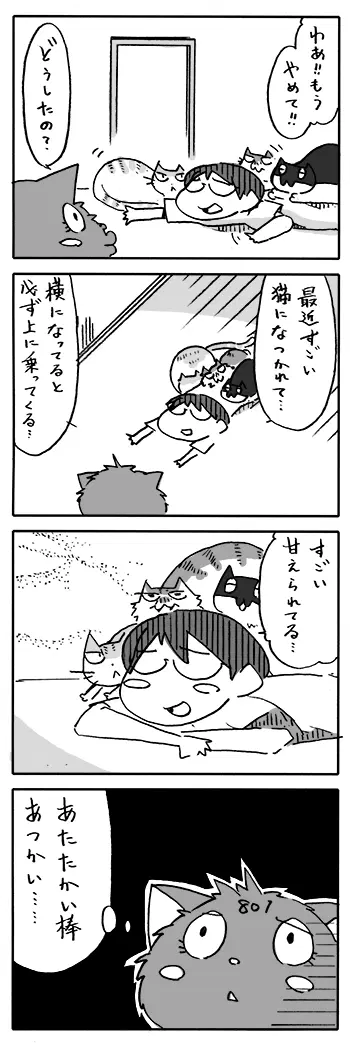 わあ!!もう
やめて!!
どうしたの?
最近すごい
猫になつかれて…
横になってると
必ず上に乗ってくる…
すごい
甘えられてる…
801
あたたかい棒
あつかい……